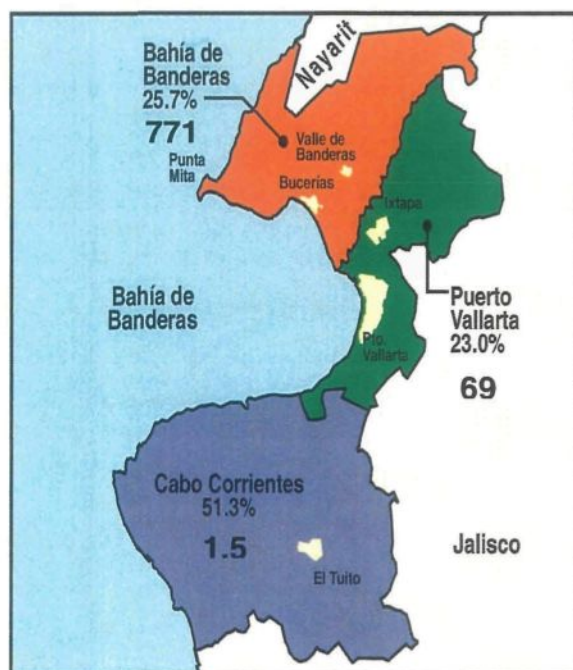 Nayarit
Bahía de
Banderas
25.7%
771
Punta
Mita
Valle de
Banderas
Bucerías
Ixtapa
Bahía de
Banderas
Puerto
Vallarta
23.0%
69
Pto.
Vallarta
Cabo Corrientes
51.3%
1.5
El Tuito
Jalisco